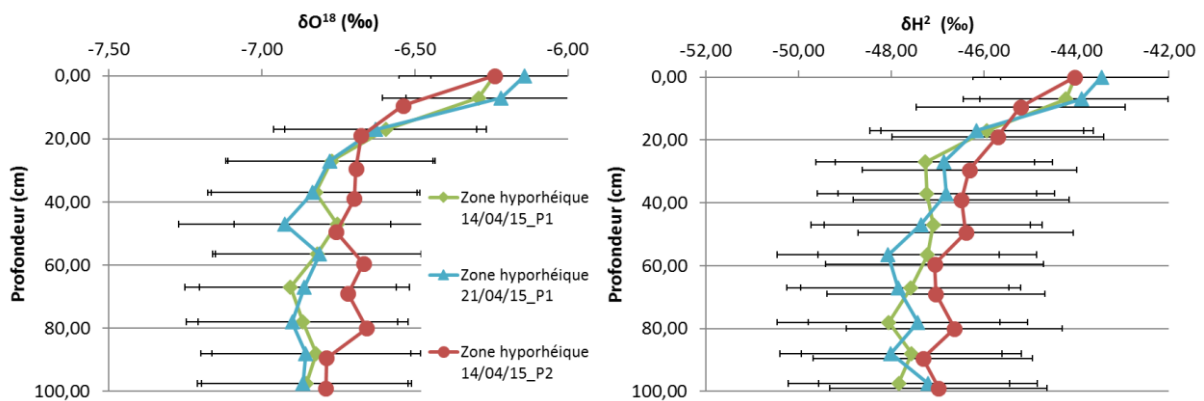 δO¹⁸ (‰)
-7,50 -7,00 -6,50 -6,00
0,00
20,00
40,00
60,00
80,00
100,00
Profondeur (cm)
Zone hyporhéique
14/04/15_P1
Zone hyporhéique
21/04/15_P1
Zone hyporhéique
14/04/15_P2
δH² (‰)
-52,00 -50,00 -48,00 -46,00 -44,00 -42,00
0,00
20,00
40,00
60,00
80,00
100,00
Profondeur (cm)